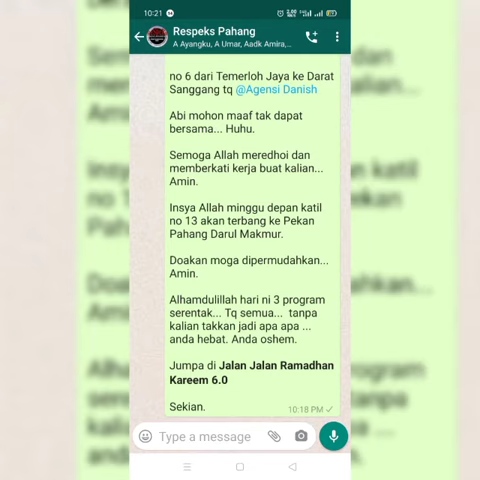 10:21
Respeks Pahang
A Ayangku, A Umar, Aadk Amira,...
no 6 dari Temerloh Jaya ke Darat
Sanggang tq @Agensi Danish
Abi mohon maaf tak dapat
bersama... Huhu.
Semoga Allah meredhoi dan
memberkati kerja buat kalian...
Amin.
Insya Allah minggu depan katil
no 13 akan terbang ke Pekan
Pahang Darul Makmur.
Doakan moga dipermudahkan...
Amin.
Alhamdulillah hari ni 3 program
serentak... Tq semua... tanpa
kalian takkan jadi apa apa ...
anda hebat. Anda oshem.
Jumpa di Jalan Jalan Ramadhan
Kareem 6.0
Sekian.
10:18 PM
Type a message